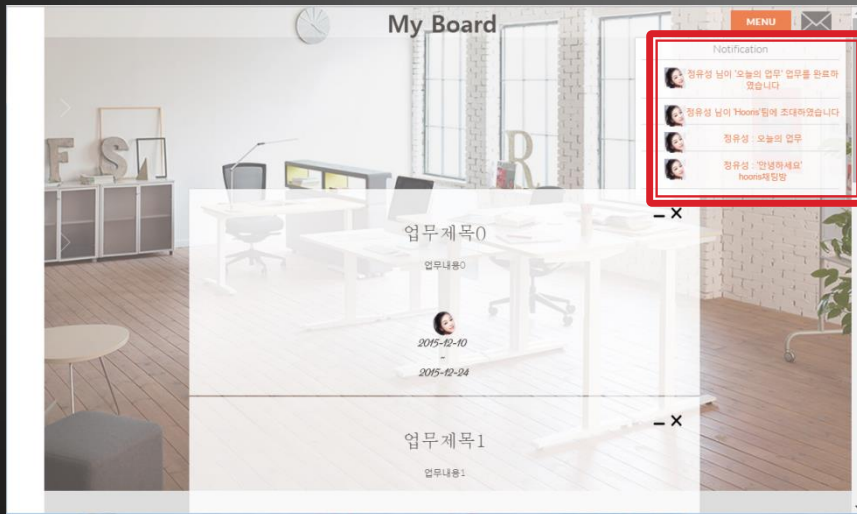 My Board
MENU
Notification
정유성 님이 '오늘의 업무' 업무를 완료하
였습니다
정유성 님이 'Hooris'팀에 초대하였습니다
정유성 : 오늘의 업무
정유성 : '안녕하세요'
hooris채팅방
F S
R
업무제목0
업무내용0
2015-12-10
-
2015-12-24
업무제목1
업무내용1